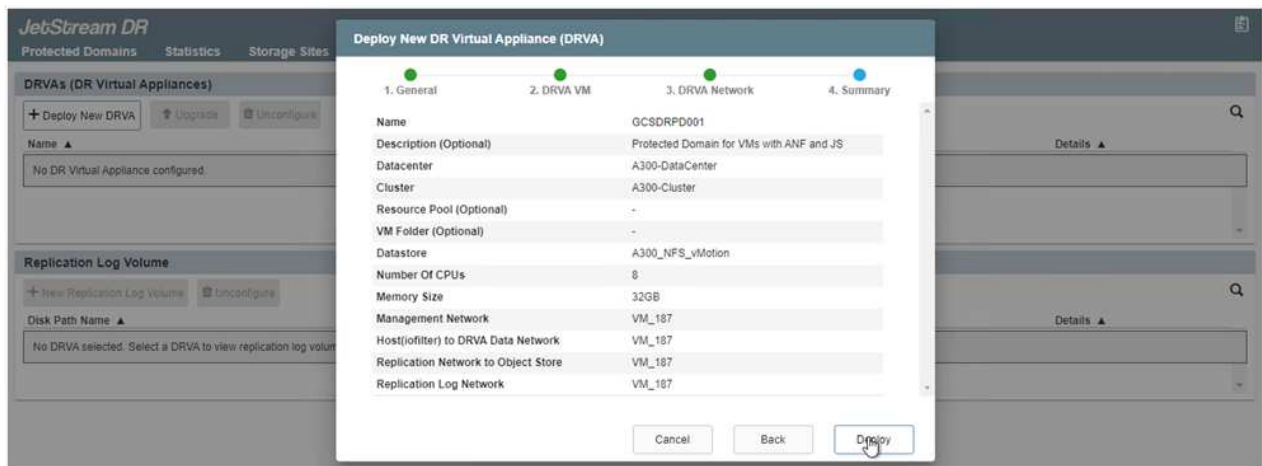 JetStream DR
Protected Domains Statistics Storage Sites
Deploy New DR Virtual Appliance (DRVA)
1. General 2. DRVA VM 3. DRVA Network 4. Summary
DRVAs (DR Virtual Appliances)
+ Deploy New DRVA Upgrade Unconfigure
Name ▲ Details ▲
No DR Virtual Appliance configured.
Replication Log Volume
+ New Replication Log Volume Unconfigure
Disk Path Name ▲ Details ▲
No DRVA selected. Select a DRVA to view replication log volum
Name GCSDRPD001
Description (Optional) Protected Domain for VMs with ANF and JS
Datacenter A300-DataCenter
Cluster A300-Cluster
Resource Pool (Optional) -
VM Folder (Optional) -
Datastore A300_NFS_vMotion
Number Of CPUs 8
Memory Size 32GB
Management Network VM_187
Host(iofilter) to DRVA Data Network VM_187
Replication Network to Object Store VM_187
Replication Log Network VM_187
Cancel Back Deploy